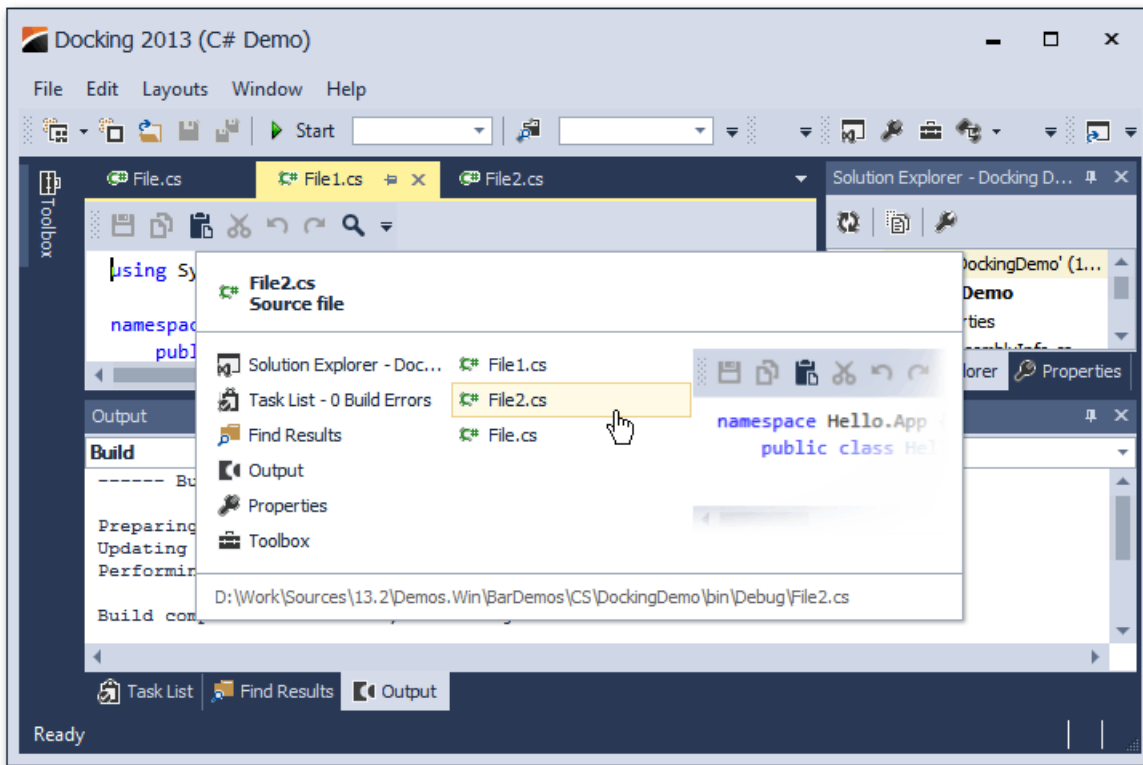 Docking 2013 (C# Demo)
File Edit Layouts Window Help
Start
Toolbox
File.cs File1.cs File2.cs
Solution Explorer - Docking D...
using Sy
DockingDemo' (1...
Demo
namespac
publ
Properties
File2.cs
Source file
Solution Explorer - Doc... File1.cs
Task List - 0 Build Errors File2.cs
Find Results File.cs
Output
Properties
Toolbox
namespace Hello.App {
public class Hel
D:\Work\Sources\13.2\Demos.Win\BarDemos\CS\DockingDemo\bin\Debug\File2.cs
Output
Build
------ Bu
Preparing
Updating
Performin
Build com
Task List Find Results Output
Ready